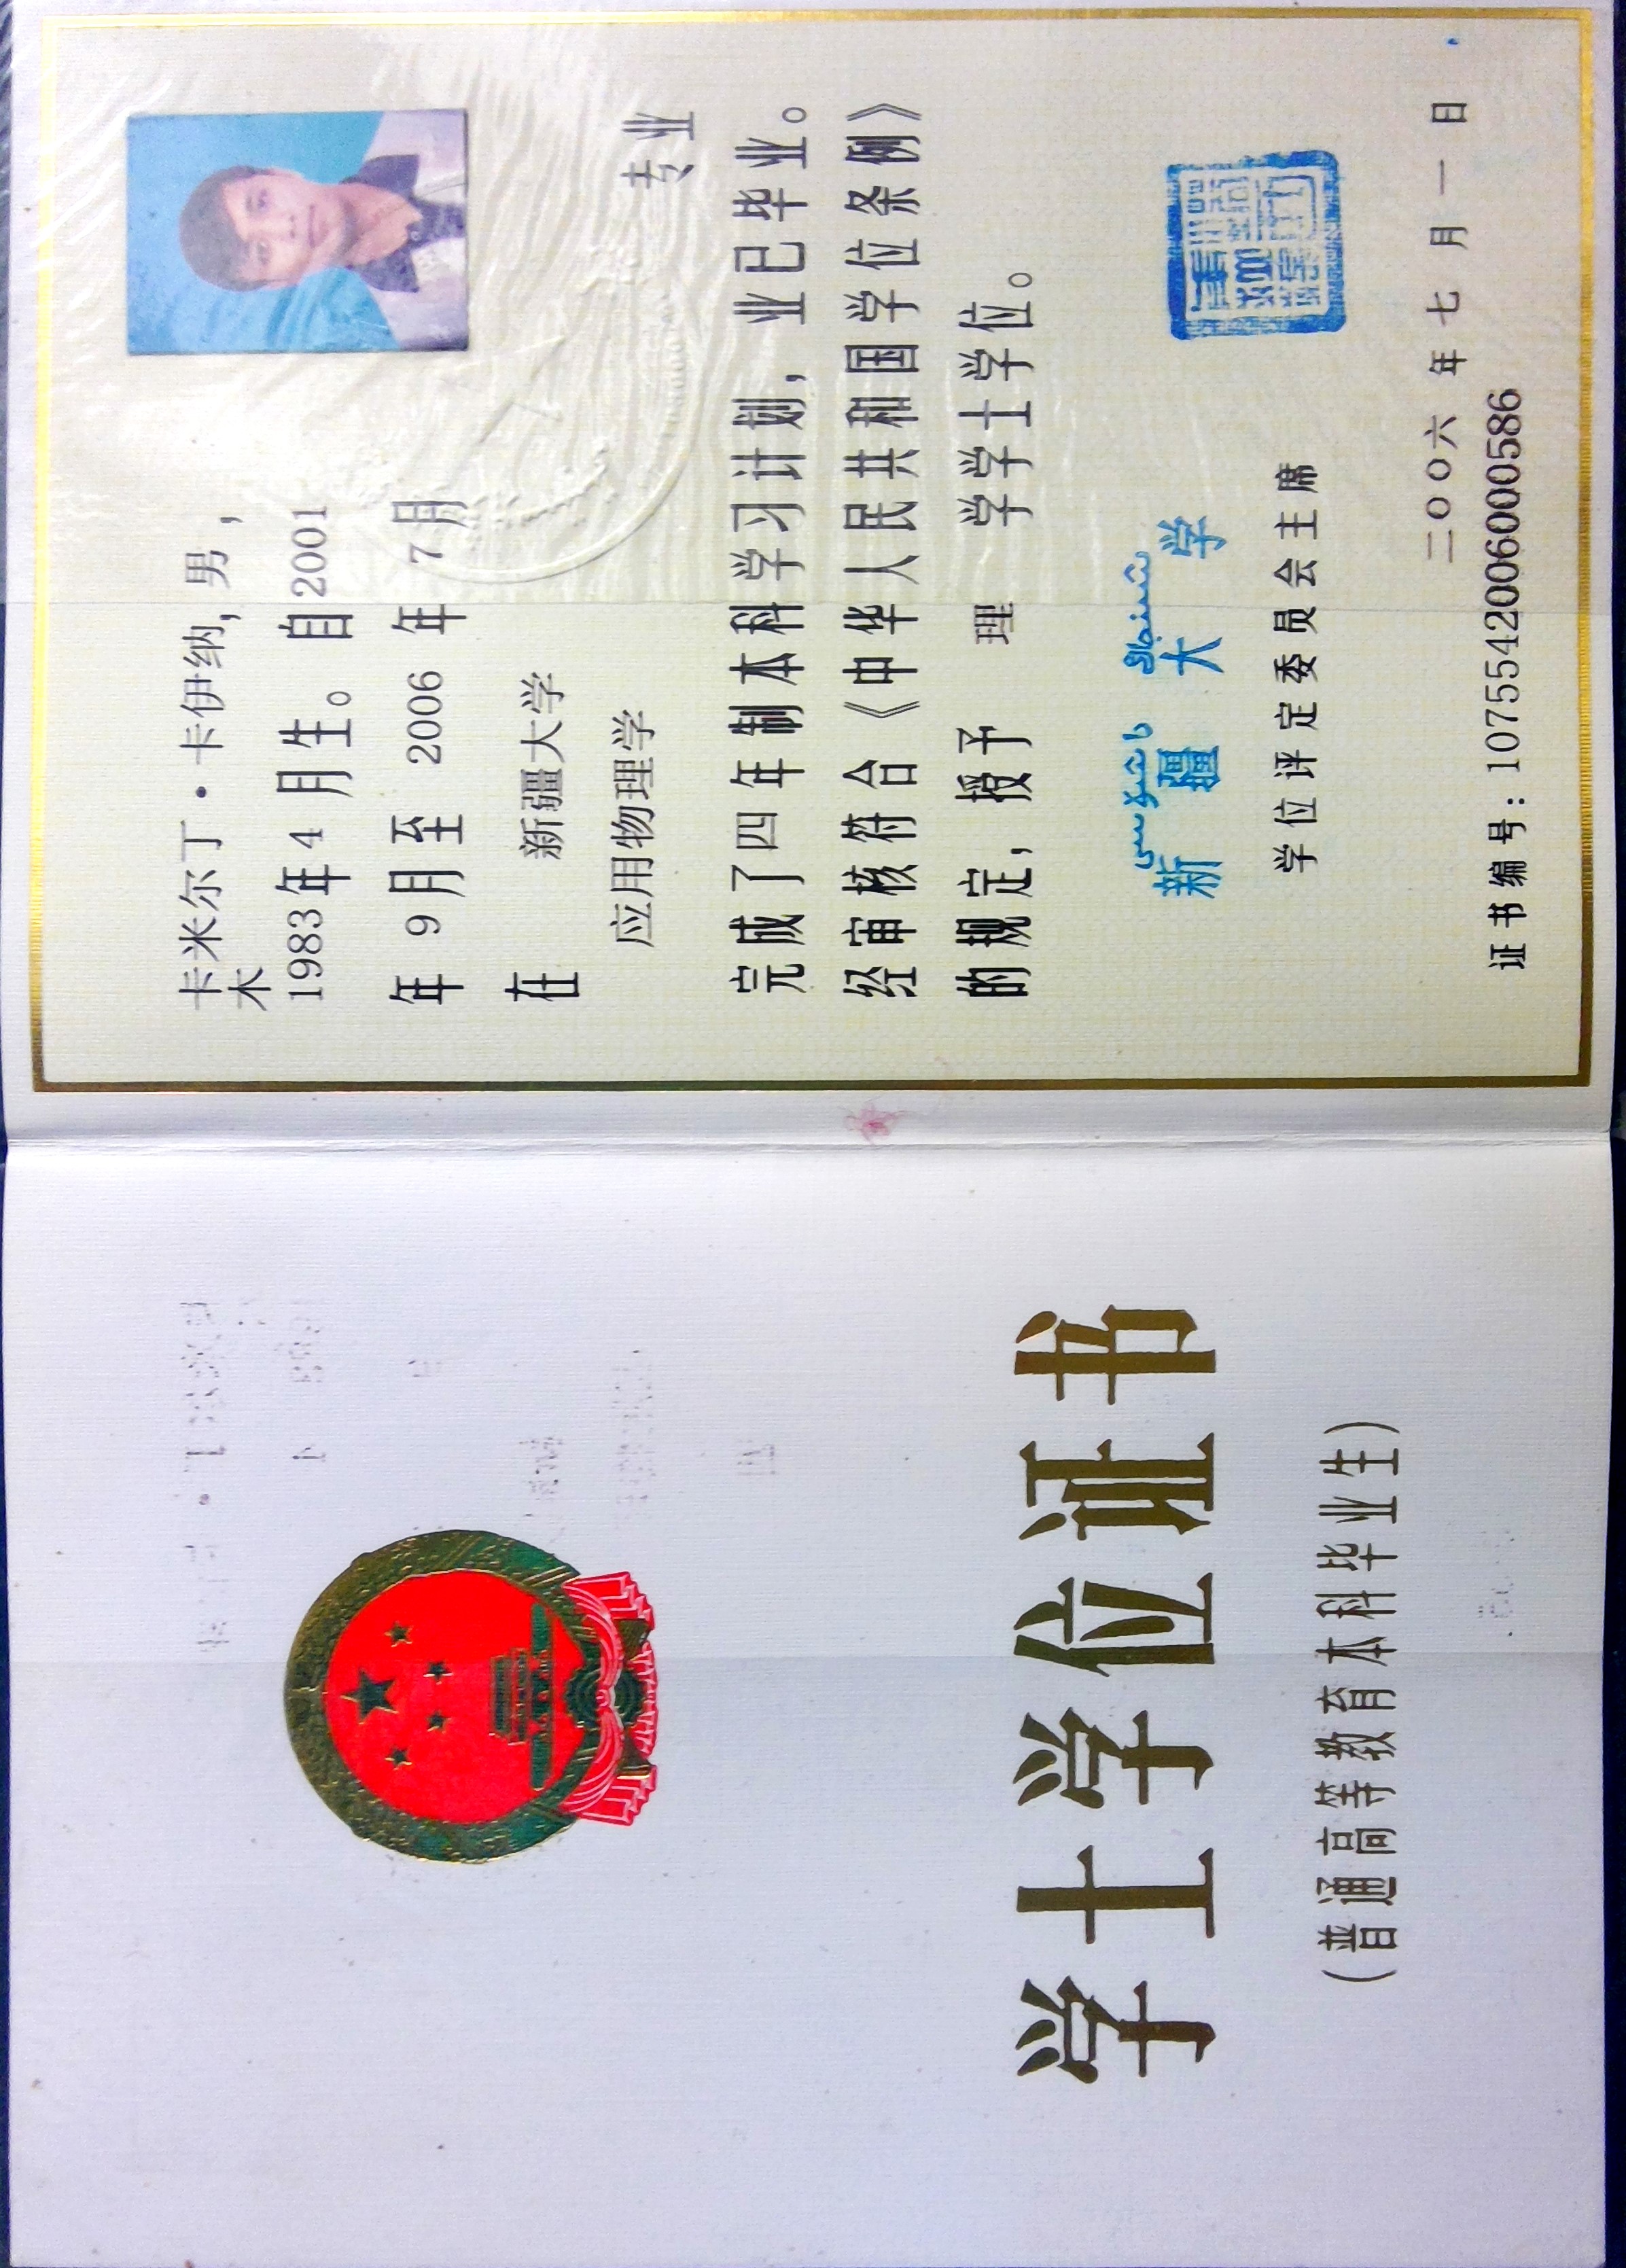 学士学位证书
(普通高等教育本科毕业生)
卡米尔丁·卡伊纳,男,
木
1983年4月生。自2001
年9月至2006年7月
在 新疆大学
应用物理学
专业
完成了四年制本科学习计划,业已毕业。
经审核符合《中华人民共和国学位条例》
的规定,授予 理 学学士学位。
新疆大学
学位评定委员会主席
二〇〇六年七月一日
证书编号:1075542006000586